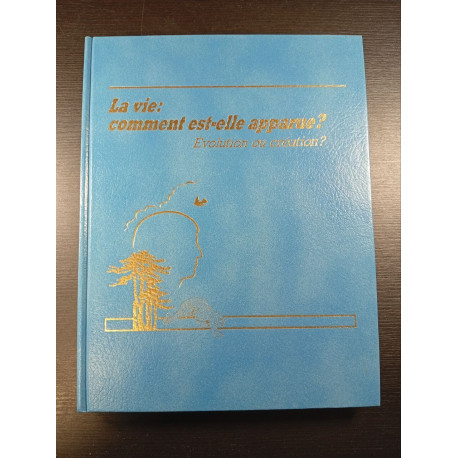 La vie:
comment est-elle apparue?
Évolution ou création?